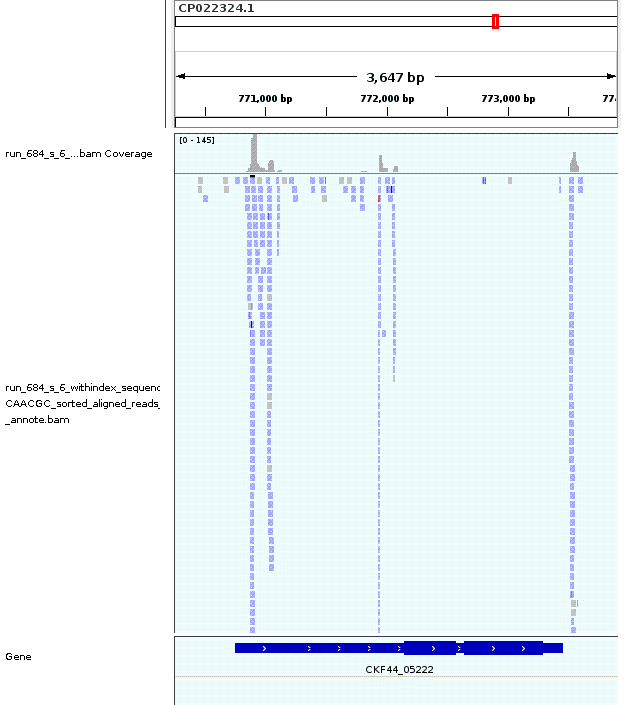 CP022324.1
3,647 bp
771,000 bp 772,000 bp 773,000 bp 774
run_684_s_6_...bam Coverage
[0 - 145]
run_684_s_6_withindex_sequenc
CAACGC_sorted_aligned_reads_
_annote.bam
Gene
CKF44_05222